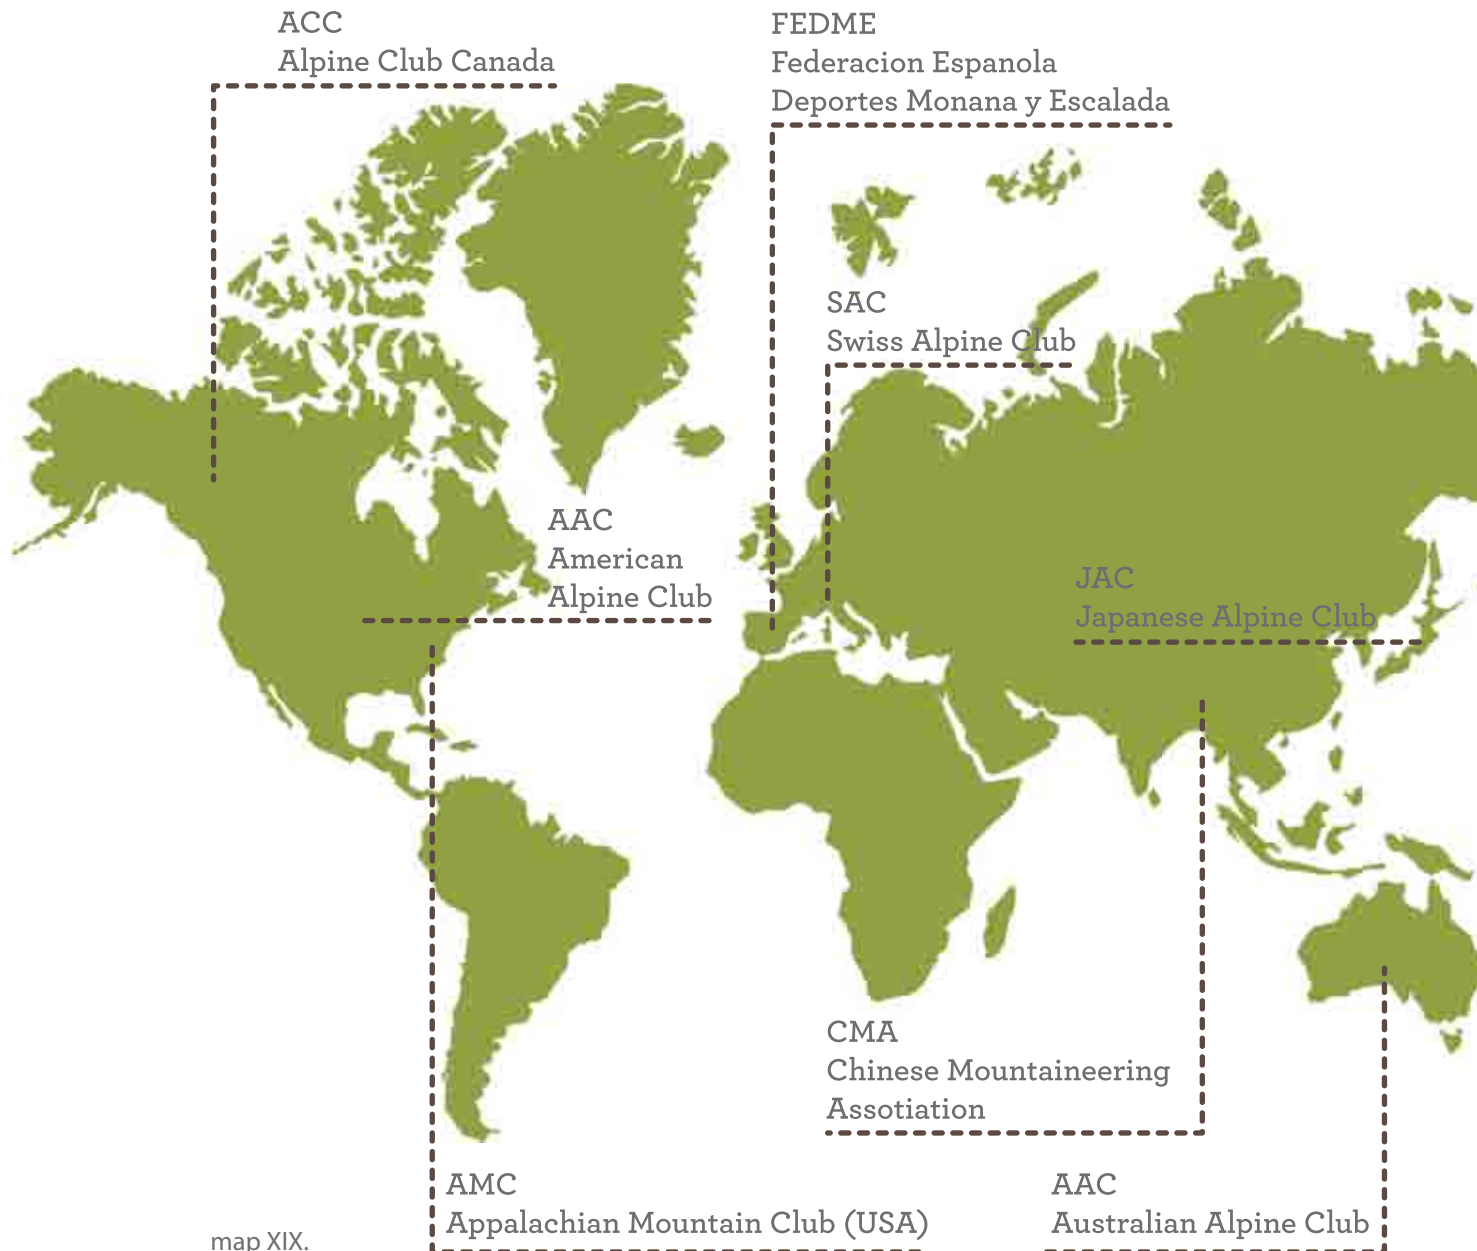 ACC
Alpine Club Canada
FEDME
Federacion Espanola
Deportes Monana y Escalada
SAC
Swiss Alpine Club
AAC
American
Alpine Club
JAC
Japanese Alpine Club
CMA
Chinese Mountaineering
Assotiation
AMC
Appalachian Mountain Club (USA)
AAC
Australian Alpine Club
map XIX.